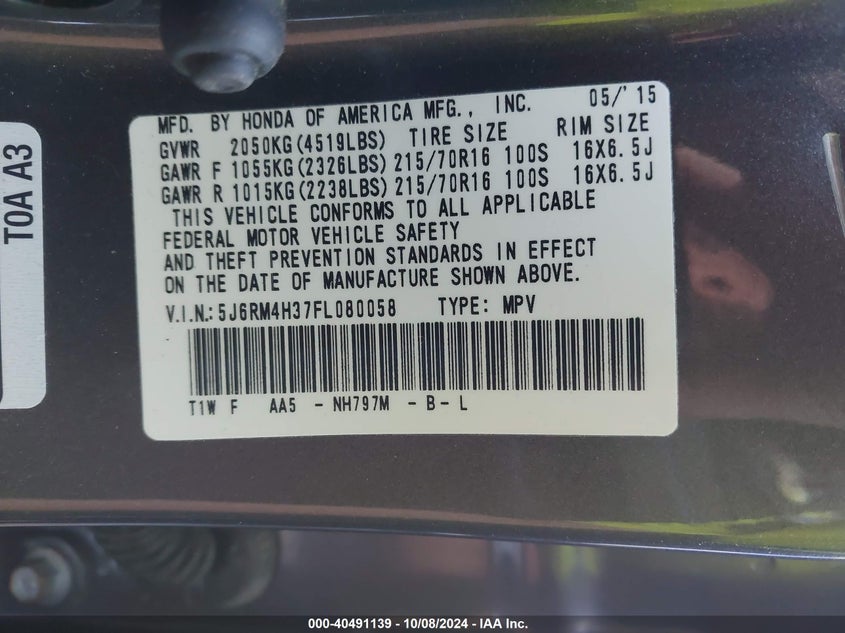 TOA A3
MFD. BY HONDA OF AMERICA MFG., INC. 05/'15
GVWR 2050KG(4519LBS) TIRE SIZE RIM SIZE
GAWR F 1055KG(2326LBS) 215/70R16 100S 16X6.5J
GAWR R 1015KG(2238LBS) 215/70R16 100S 16X6.5J
THIS VEHICLE CONFORMS TO ALL APPLICABLE
FEDERAL MOTOR VEHICLE SAFETY
AND THEFT PREVENTION STANDARDS IN EFFECT
ON THE DATE OF MANUFACTURE SHOWN ABOVE.
V.I.N.: 5J6RM4H37FL080058 TYPE: MPV
T1W F AA5 - NH797M - B - L
000-40491139 - 10/08/2024 - IAA Inc.